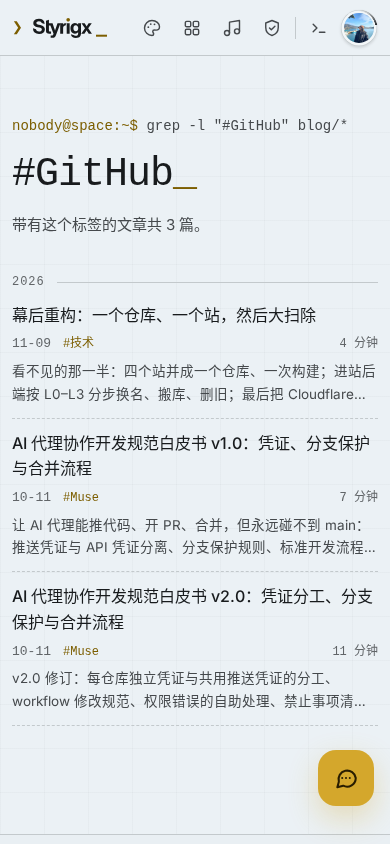 ❯ Styrigx _
nobody@space:~$ grep -l "#GitHub" blog/*
#GitHub_
带有这个标签的文章共 3 篇。
2026
幕后重构：一个仓库、一个站，然后大扫除
11-09 #技术 4 分钟
看不见的那一半：四个站并成一个仓库、一次构建；进站后
端按 L0–L3 分步换名、搬库、删旧；最后把 Cloudflare…
AI 代理协作开发规范白皮书 v1.0：凭证、分支保护
与合并流程
10-11 #Muse 7 分钟
让 AI 代理能推代码、开 PR、合并，但永远碰不到 main：
推送凭证与 API 凭证分离、分支保护规则、标准开发流程…
AI 代理协作开发规范白皮书 v2.0：凭证分工、分支
保护与合并流程
10-11 #Muse 11 分钟
v2.0 修订：每仓库独立凭证与共用推送凭证的分工、
workflow 修改规范、权限错误的自助处理、禁止事项清…